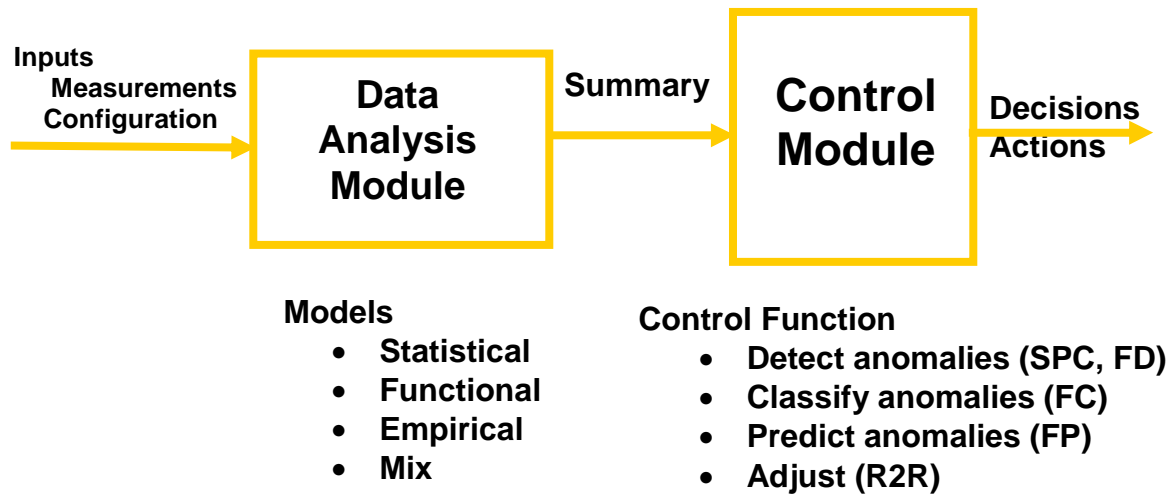 Inputs
Measurements
Configuration
Data
Analysis
Module
Summary
Control
Module
Decisions
Actions
Models
• Statistical
• Functional
• Empirical
• Mix
Control Function
• Detect anomalies (SPC, FD)
• Classify anomalies (FC)
• Predict anomalies (FP)
• Adjust (R2R)